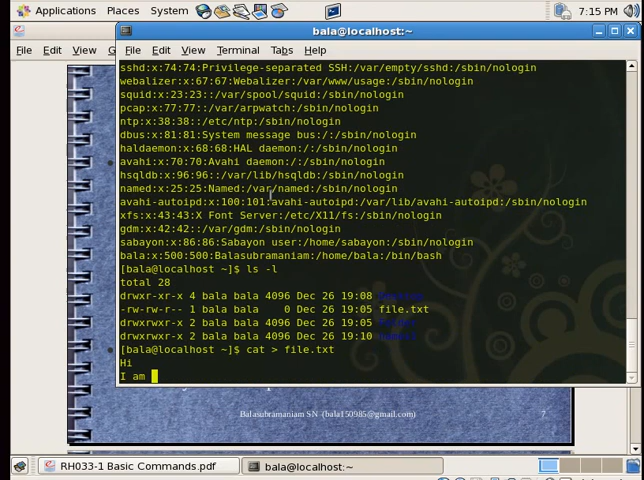 Applications Places System 7:15 PM
bala@localhost:~
File Edit View
File Edit View Terminal Tabs Help
sshd:x:74:74:Privilege-separated SSH:/var/empty/sshd:/sbin/nologin
webalizer:x:67:67:Webalizer:/var/www/usage:/sbin/nologin
squid:x:23:23::/var/spool/squid:/sbin/nologin
pcap:x:77:77::/var/arpwatch:/sbin/nologin
ntp:x:38:38::/etc/ntp:/sbin/nologin
dbus:x:81:81:System message bus:/:/sbin/nologin
haldaemon:x:68:68:HAL daemon:/:/sbin/nologin
avahi:x:70:70:Avahi daemon:/:/sbin/nologin
hsqldb:x:96:96::/var/lib/hsqldb:/sbin/nologin
named:x:25:25:Named:/var/named:/sbin/nologin
avahi-autoipd:x:100:101:avahi-autoipd:/var/lib/avahi-autoipd:/sbin/nologin
xfs:x:43:43:X Font Server:/etc/X11/fs:/sbin/nologin
gdm:x:42:42::/var/gdm:/sbin/nologin
sabayon:x:86:86:Sabayon user:/home/sabayon:/sbin/nologin
bala:x:500:500:Balasubramaniam:/home/bala:/bin/bash
[bala@localhost ~]$ ls -l
total 28
drwxr-xr-x 4 bala bala 4096 Dec 26 19:08 Desktop
-rw-rw-r-- 1 bala bala 0 Dec 26 19:05 file.txt
drwxrwxr-x 2 bala bala 4096 Dec 26 19:05
drwxrwxr-x 2 bala bala 4096 Dec 26 19:10
[bala@localhost ~]$ cat > file.txt
Hi
I am
Balasubramaniam SN (bala150985@gmail.com) 7
RH033-1 Basic Commands.pdf
bala@localhost:~